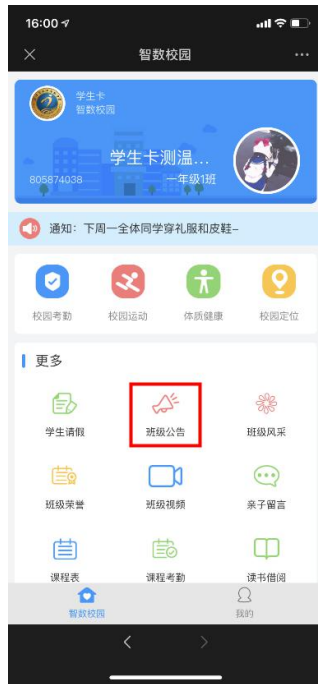 16:00
智数校园
学生卡
智数校园
学生卡测温...
805874038
一年级1班
通知：下周一全体同学穿礼服和皮鞋-
校园考勤
校园运动
体质健康
校园定位
更多
学生请假
班级公告
班级风采
班级荣誉
班级视频
亲子留言
课程表
课程考勤
读书借阅
智数校园
我的